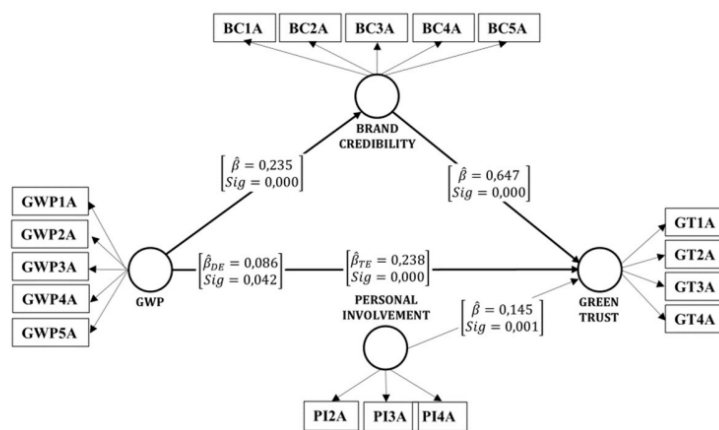 BC1A
BC2A
BC3A
BC4A
BC5A
BRAND
CREDIBILITY
β̂ = 0,235
Sig = 0,000
β̂ = 0,647
Sig = 0,000
GWP1A
GWP2A
GWP3A
GWP4A
GWP5A
GWP
β̂DE = 0,086
Sig = 0,042
β̂TE = 0,238
Sig = 0,000
GT1A
GT2A
GT3A
GT4A
GREEN
TRUST
PERSONAL
INVOLVEMENT
β̂ = 0,145
Sig = 0,001
PI2A
PI3A
PI4A